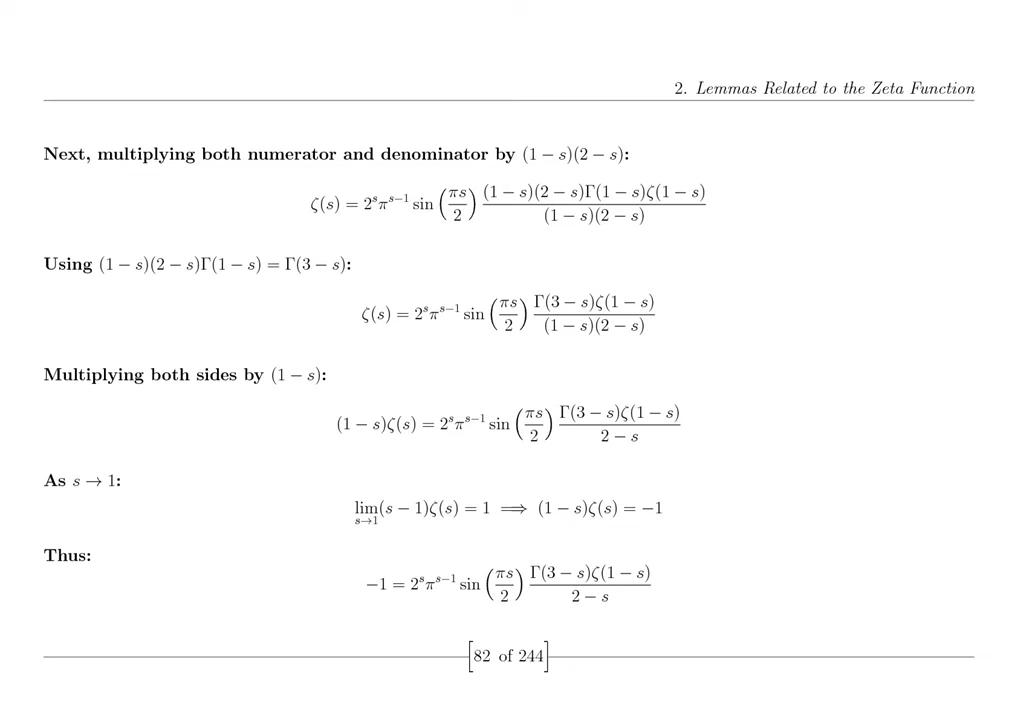 2. Lemmas Related to the Zeta Function
Next, multiplying both numerator and denominator by (1 − s)(2 − s):
ζ(s) = 2^s π^{s−1} sin (πs/2) (1 − s)(2 − s)Γ(1 − s)ζ(1 − s) / (1 − s)(2 − s)
Using (1 − s)(2 − s)Γ(1 − s) = Γ(3 − s):
ζ(s) = 2^s π^{s−1} sin (πs/2) Γ(3 − s)ζ(1 − s) / (1 − s)(2 − s)
Multiplying both sides by (1 − s):
(1 − s)ζ(s) = 2^s π^{s−1} sin (πs/2) Γ(3 − s)ζ(1 − s) / 2 − s
As s → 1:
lim_{s→1}(s − 1)ζ(s) = 1 ⟹ (1 − s)ζ(s) = −1
Thus:
−1 = 2^s π^{s−1} sin (πs/2) Γ(3 − s)ζ(1 − s) / 2 − s
[82 of 244]